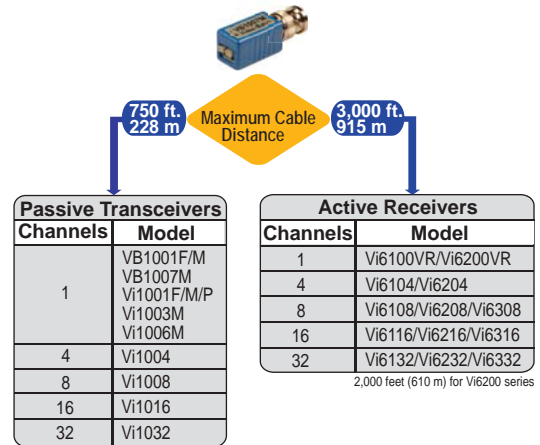 750 ft.
228 m
Maximum Cable
Distance
3,000 ft.
915 m
Passive Transceivers
Channels Model
1
VB1001F/M
VB1007M
Vi1001F/M/P
Vi1003M
Vi1006M
4 Vi1004
8 Vi1008
16 Vi1016
32 Vi1032
Active Receivers
Channels Model
1 Vi6100VR/Vi6200VR
4 Vi6104/Vi6204
8 Vi6108/Vi6208/Vi6308
16 Vi6116/Vi6216/Vi6316
32 Vi6132/Vi6232/Vi6332
2,000 feet (610 m) for Vi6200 series